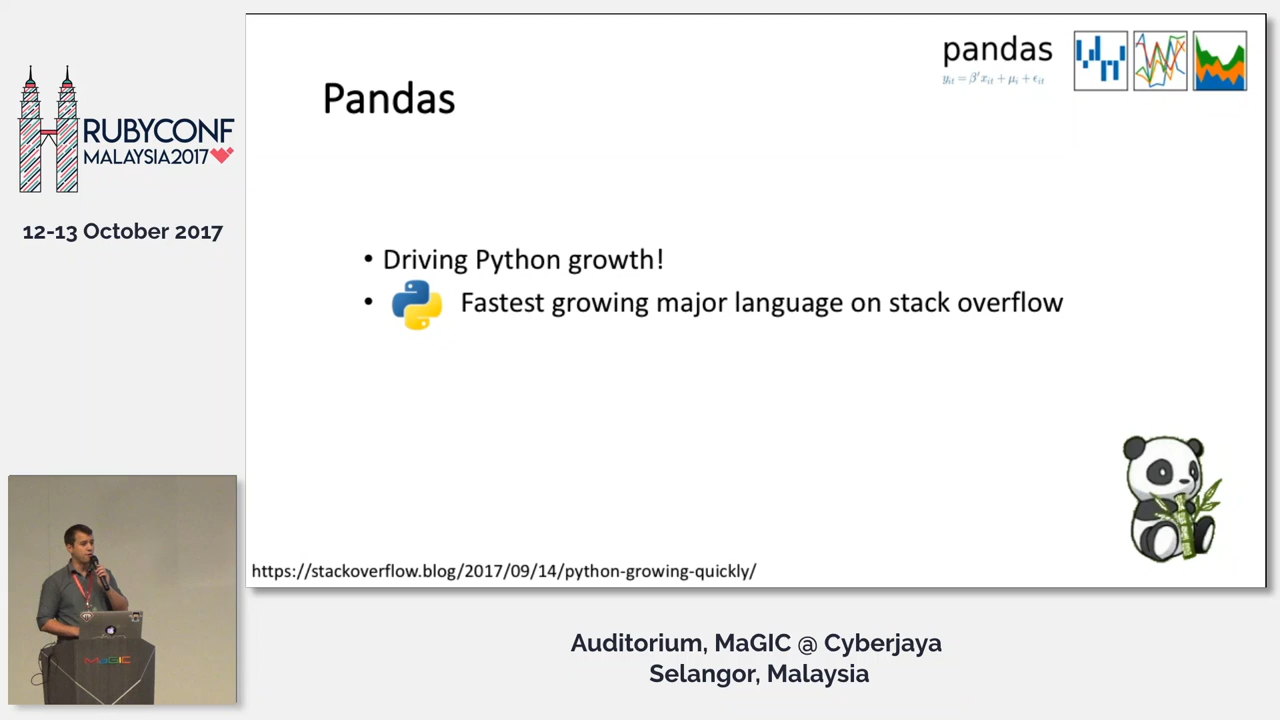 RUBYCONF
MALAYSIA2017
12-13 October 2017
pandas
Pandas
• Driving Python growth!
• Fastest growing major language on stack overflow
https://stackoverflow.blog/2017/09/14/python-growing-quickly/
MaGIC
Auditorium, MaGIC @ Cyberjaya
Selangor, Malaysia